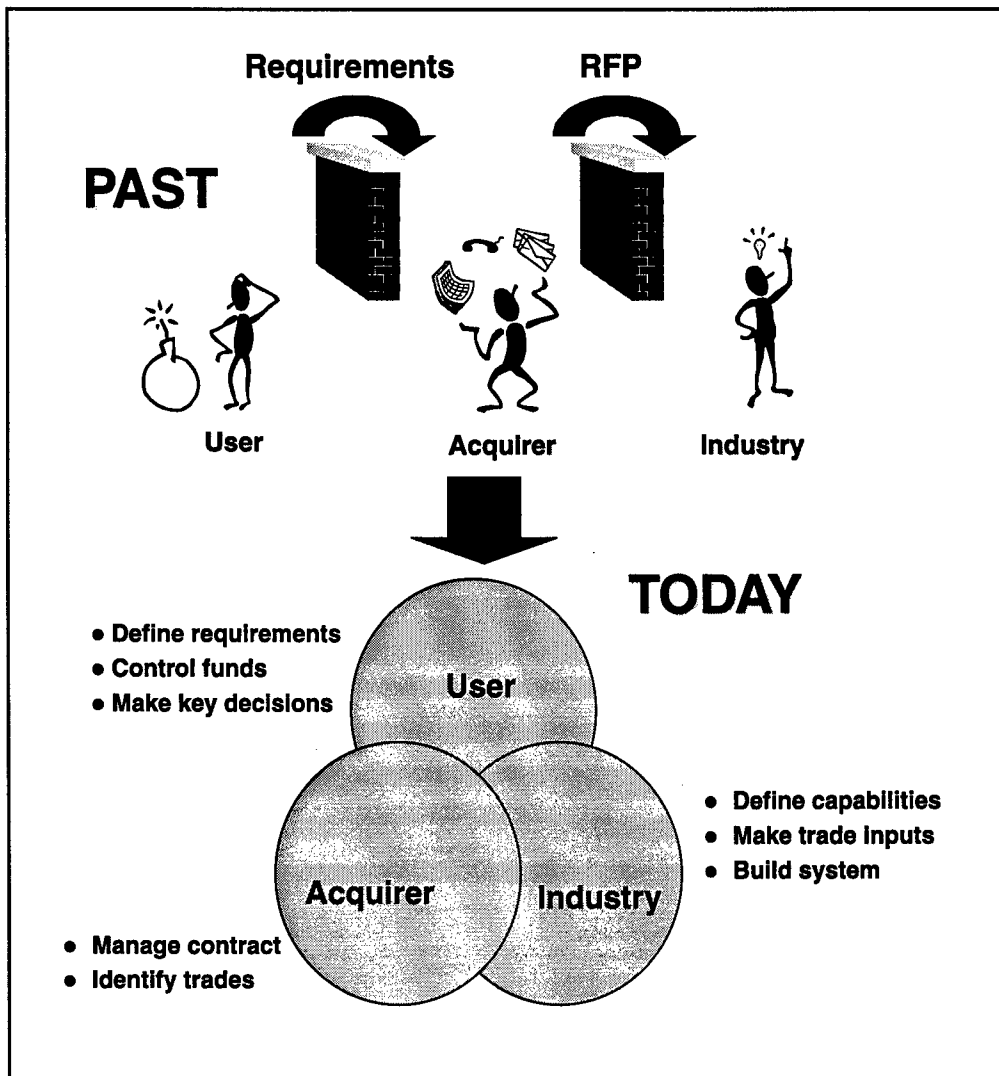 Requirements
RFP
PAST
User
Acquirer
Industry
TODAY
● Define requirements
● Control funds
● Make key decisions
User
● Define capabilities
● Make trade inputs
● Build system
Acquirer
Industry
● Manage contract
● Identify trades